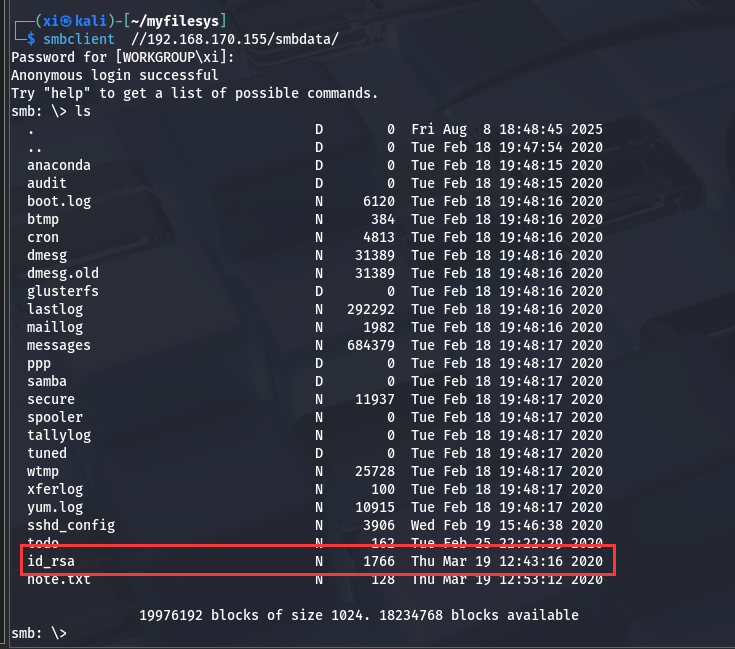 ┌──(xi㉿kali)-[~/myfilesys]
└─$ smbclient  //192.168.170.155/smbdata/
Password for [WORKGROUP\xi]:
Anonymous login successful
Try "help" to get a list of possible commands.
smb: \> ls
  .                                   D        0  Fri Aug  8 18:48:45 2025
  ..                                  D        0  Tue Feb 18 19:47:54 2020
  anaconda                            D        0  Tue Feb 18 19:48:15 2020
  audit                               D        0  Tue Feb 18 19:48:15 2020
  boot.log                            N     6120  Tue Feb 18 19:48:16 2020
  btmp                                N      384  Tue Feb 18 19:48:16 2020
  cron                                N     4813  Tue Feb 18 19:48:16 2020
  dmesg                               N    31389  Tue Feb 18 19:48:16 2020
  dmesg.old                           N    31389  Tue Feb 18 19:48:16 2020
  glusterfs                           D        0  Tue Feb 18 19:48:16 2020
  lastlog                             N   292292  Tue Feb 18 19:48:16 2020
  maillog                             N     1982  Tue Feb 18 19:48:16 2020
  messages                            N   684379  Tue Feb 18 19:48:17 2020
  ppp                                 D        0  Tue Feb 18 19:48:17 2020
  samba                               D        0  Tue Feb 18 19:48:17 2020
  secure                              N    11937  Tue Feb 18 19:48:17 2020
  spooler                             N        0  Tue Feb 18 19:48:17 2020
  tallylog                            N        0  Tue Feb 18 19:48:17 2020
  tuned                               D        0  Tue Feb 18 19:48:17 2020
  wtmp                                N    25728  Tue Feb 18 19:48:17 2020
  xferlog                             N      100  Tue Feb 18 19:48:17 2020
  yum.log                             N    10915  Tue Feb 18 19:48:17 2020
  sshd_config                         N     3906  Wed Feb 19 15:46:38 2020
  todo                                N      162  Tue Feb 25 22:22:29 2020
  id_rsa                              N     1766  Thu Mar 19 12:43:16 2020
  note.txt                            N      128  Thu Mar 19 12:53:12 2020
                19976192 blocks of size 1024. 18234768 blocks available
smb: \>